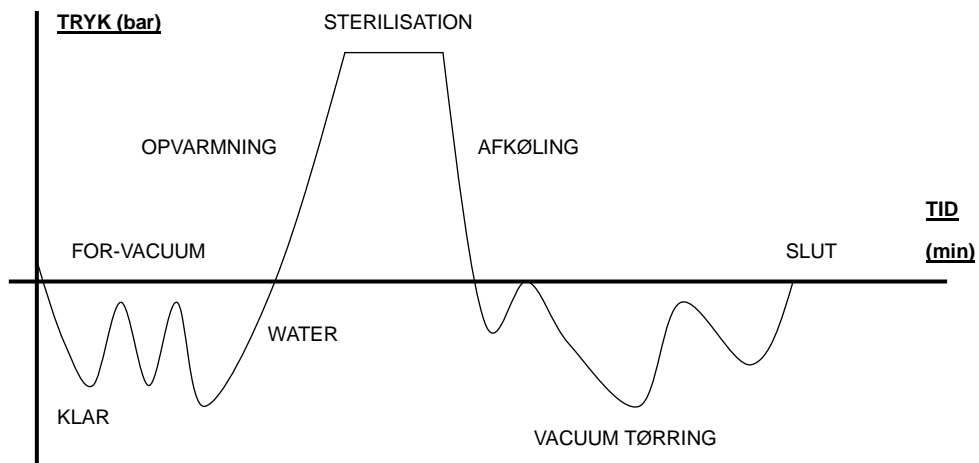 TRYK (bar)
STERILISATION
OPVARMNING
AFKØLING
TID
(min)
FOR-VACUUM
SLUT
WATER
KLAR
VACUUM TØRRING